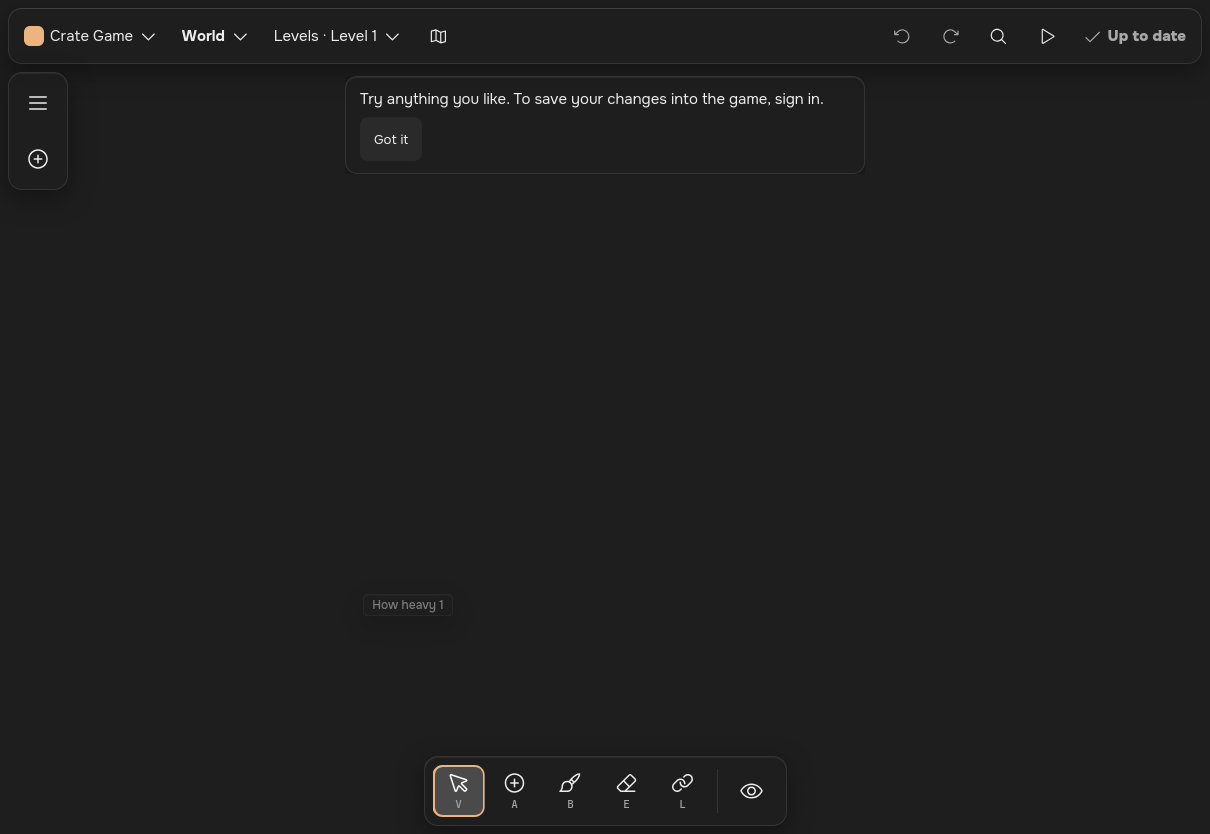 Crate Game
World
Levels · Level 1
Up to date
Try anything you like. To save your changes into the game, sign in.
Got it
How heavy 1
V
A
B
E
L